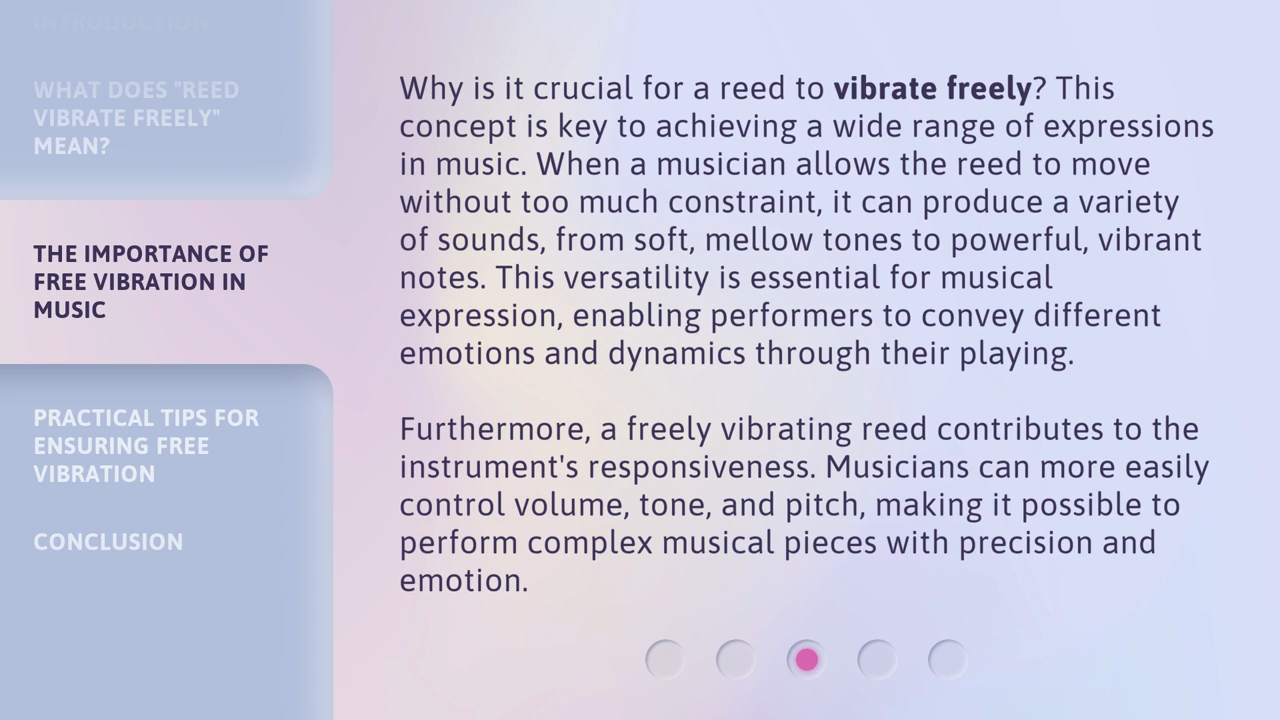 INTRODUCTION
WHAT DOES "REED
VIBRATE FREELY"
MEAN?
THE IMPORTANCE OF
FREE VIBRATION IN
MUSIC
PRACTICAL TIPS FOR
ENSURING FREE
VIBRATION
CONCLUSION
Why is it crucial for a reed to vibrate freely? This
concept is key to achieving a wide range of expressions
in music. When a musician allows the reed to move
without too much constraint, it can produce a variety
of sounds, from soft, mellow tones to powerful, vibrant
notes. This versatility is essential for musical
expression, enabling performers to convey different
emotions and dynamics through their playing.
Furthermore, a freely vibrating reed contributes to the
instrument's responsiveness. Musicians can more easily
control volume, tone, and pitch, making it possible to
perform complex musical pieces with precision and
emotion.